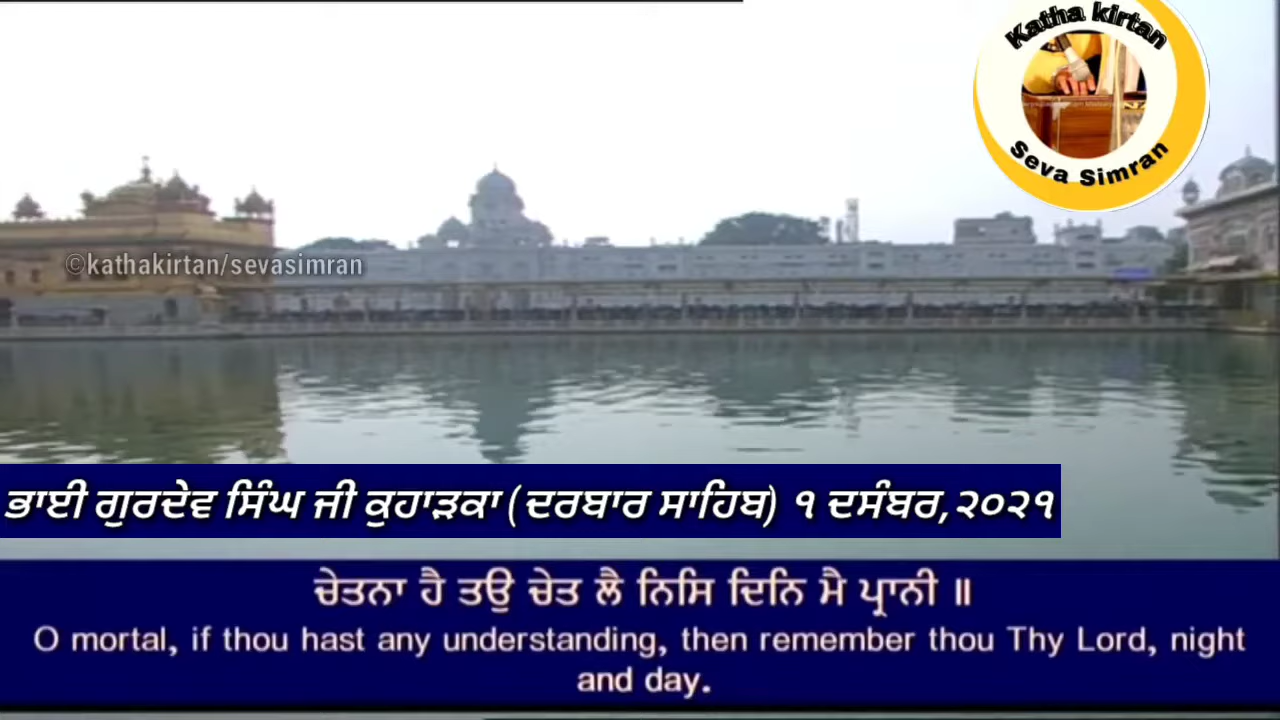 Katha kirtan
Seva Simran
©kathakirtan/sevasimran
ਭਾਈ ਗੁਰਦੇਵ ਸਿੰਘ ਜੀ ਕੁਹਾੜਕਾ (ਦਰਬਾਰ ਸਾਹਿਬ) ੧ ਦਸੰਬਰ,੨੦੨੧
ਚੇਤਨਾ ਹੈ ਤਉ ਚੇਤ ਲੈ ਨਿਸਿ ਦਿਨਿ ਮੈ ਪ੍ਰਾਨੀ ॥
O mortal, if thou hast any understanding, then remember thou Thy Lord, night
and day.